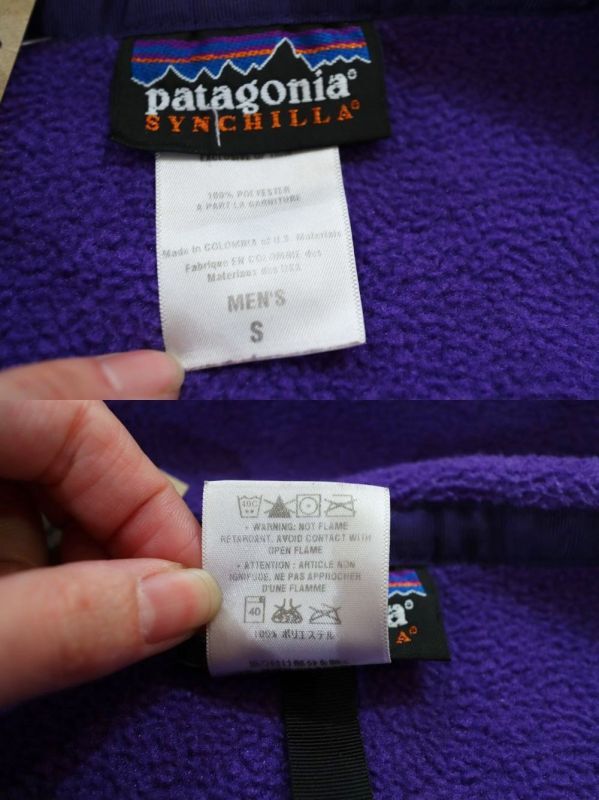 patagonia®
SYNCHILLA®
100% POLYESTER
A PART LA GARNITURE
Made in COLOMBIA of U.S. Materials
Fabrique EN COLOMBIE des
Materiaux des USA
MEN'S
S
40C
• WARNING: NOT FLAME
RETARDANT, AVOID CONTACT WITH
OPEN FLAME
• ATTENTION: ARTICLE NON
IGNIFUGE, NE PAS APPROCHER
D'UNE FLAMME
40
100% ポリエステル
a®
A®